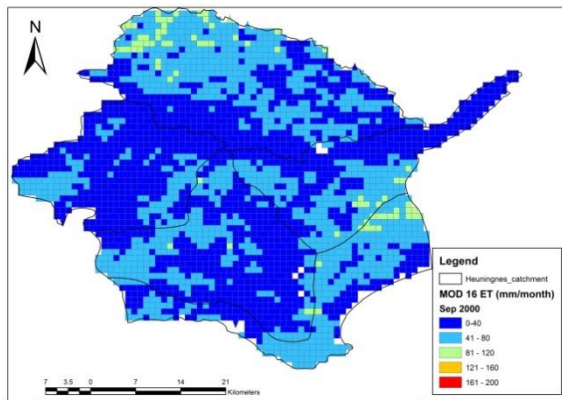 N
Legend
Heuningnes_catchment
MOD 16 ET (mm/month)
Sep 2000
0-40
41 - 80
81 - 120
121 - 160
161 - 200
7 3.5 0 7 14 21
Kilometers